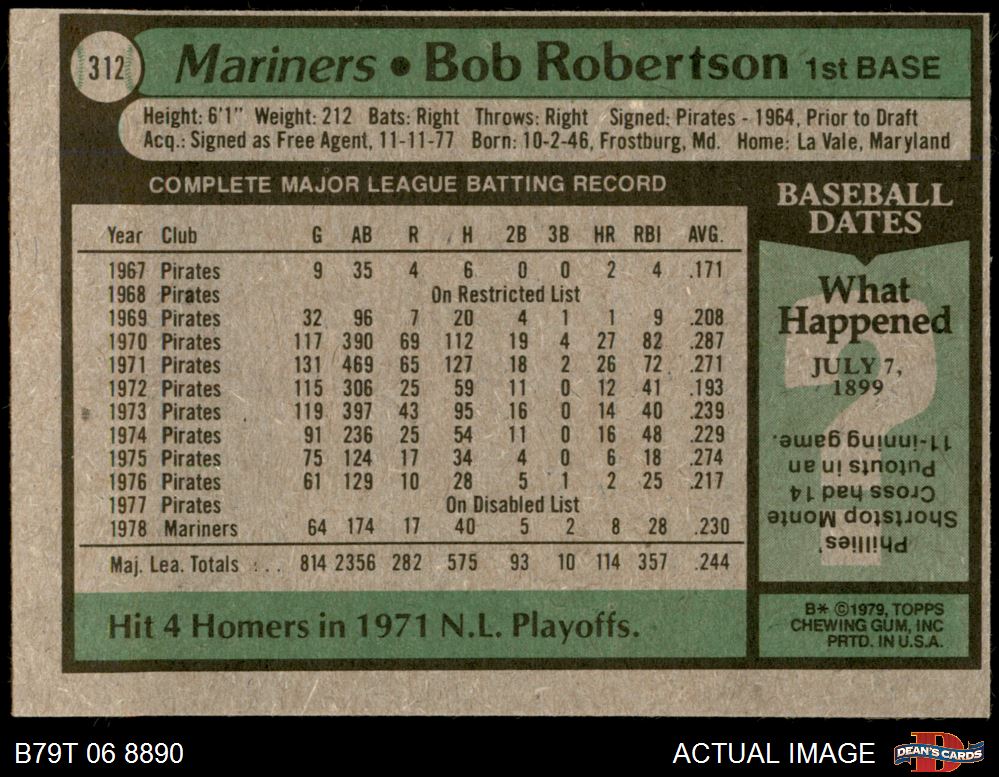 312
Mariners • Bob Robertson 1st BASE
Height: 6'1" Weight: 212 Bats: Right Throws: Right Signed: Pirates - 1964, Prior to Draft
Acq.: Signed as Free Agent, 11-11-77 Born: 10-2-46, Frostburg, Md. Home: La Vale, Maryland
COMPLETE MAJOR LEAGUE BATTING RECORD
Year Club G AB R H 2B 3B HR RBI AVG.
1967 Pirates 9 35 4 6 0 0 2 4 .171
1968 Pirates On Restricted List
1969 Pirates 32 96 7 20 4 1 1 9 .208
1970 Pirates 117 390 69 112 19 4 27 82 .287
1971 Pirates 131 469 65 127 18 2 26 72 .271
1972 Pirates 115 306 25 59 11 0 12 41 .193
1973 Pirates 119 397 43 95 16 0 14 40 .239
1974 Pirates 91 236 25 54 11 0 16 48 .229
1975 Pirates 75 124 17 34 4 0 6 18 .274
1976 Pirates 61 129 10 28 5 1 2 25 .217
1977 Pirates On Disabled List
1978 Mariners 64 174 17 40 5 2 8 28 .230
Maj. Lea. Totals ... 814 2356 282 575 93 10 114 357 .244
Hit 4 Homers in 1971 N.L. Playoffs.
BASEBALL
DATES
What
Happened
JULY 7,
1899
?
Phillies'
Shortstop Monte
Cross had 14
Putouts in an
11-inning game.
B* ©1979, TOPPS
CHEWING GUM, INC
PRTD. IN U.S.A.
B79T 06 8890
ACTUAL IMAGE
D
DEAN'S CARDS